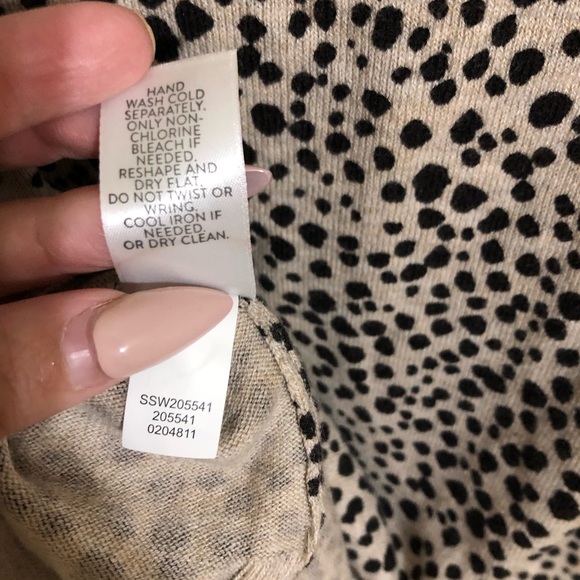 HAND
WASH COLD
SEPARATELY.
ONLY NON-
CHLORINE
BLEACH IF
NEEDED.
RESHAPE AND
DRY FLAT.
DO NOT TWIST OR
WRING.
COOL IRON IF
NEEDED.
OR DRY CLEAN.
SSW205541
205541
0204811